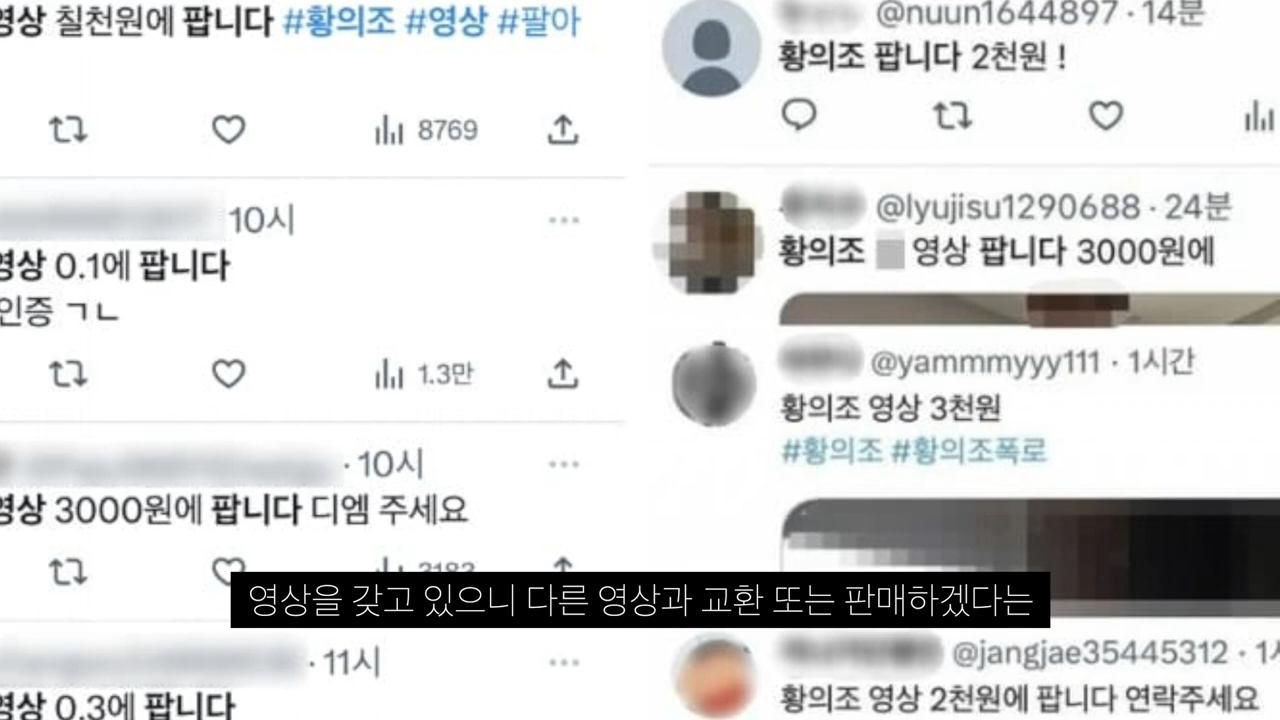 영상 칠천원에 팝니다 #황의조 #영상 #팔아
8769
10시
영상 0.1에 팝니다
인증 ㄱㄴ
1.3만
· 10시
영상 3000원에 팝니다 디엠 주세요
3183
· 11시
영상 0.3에 팝니다
@nuun1644897 · 14분
황의조 팝니다 2천원 !
@lyujisu1290688 · 24분
황의조 영상 팝니다 3000원에
@yammmyyy111 · 1시간
황의조 영상 3천원
#황의조 #황의조폭로
@jangjae35445312 · 1시
황의조 영상 2천원에 팝니다 연락주세요
영상을 갖고 있으니 다른 영상과 교환 또는 판매하겠다는